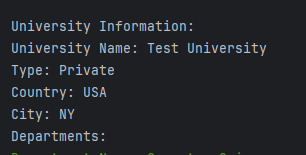 University Information:
University Name: Test University
Type: Private
Country: USA
City: NY
Departments: